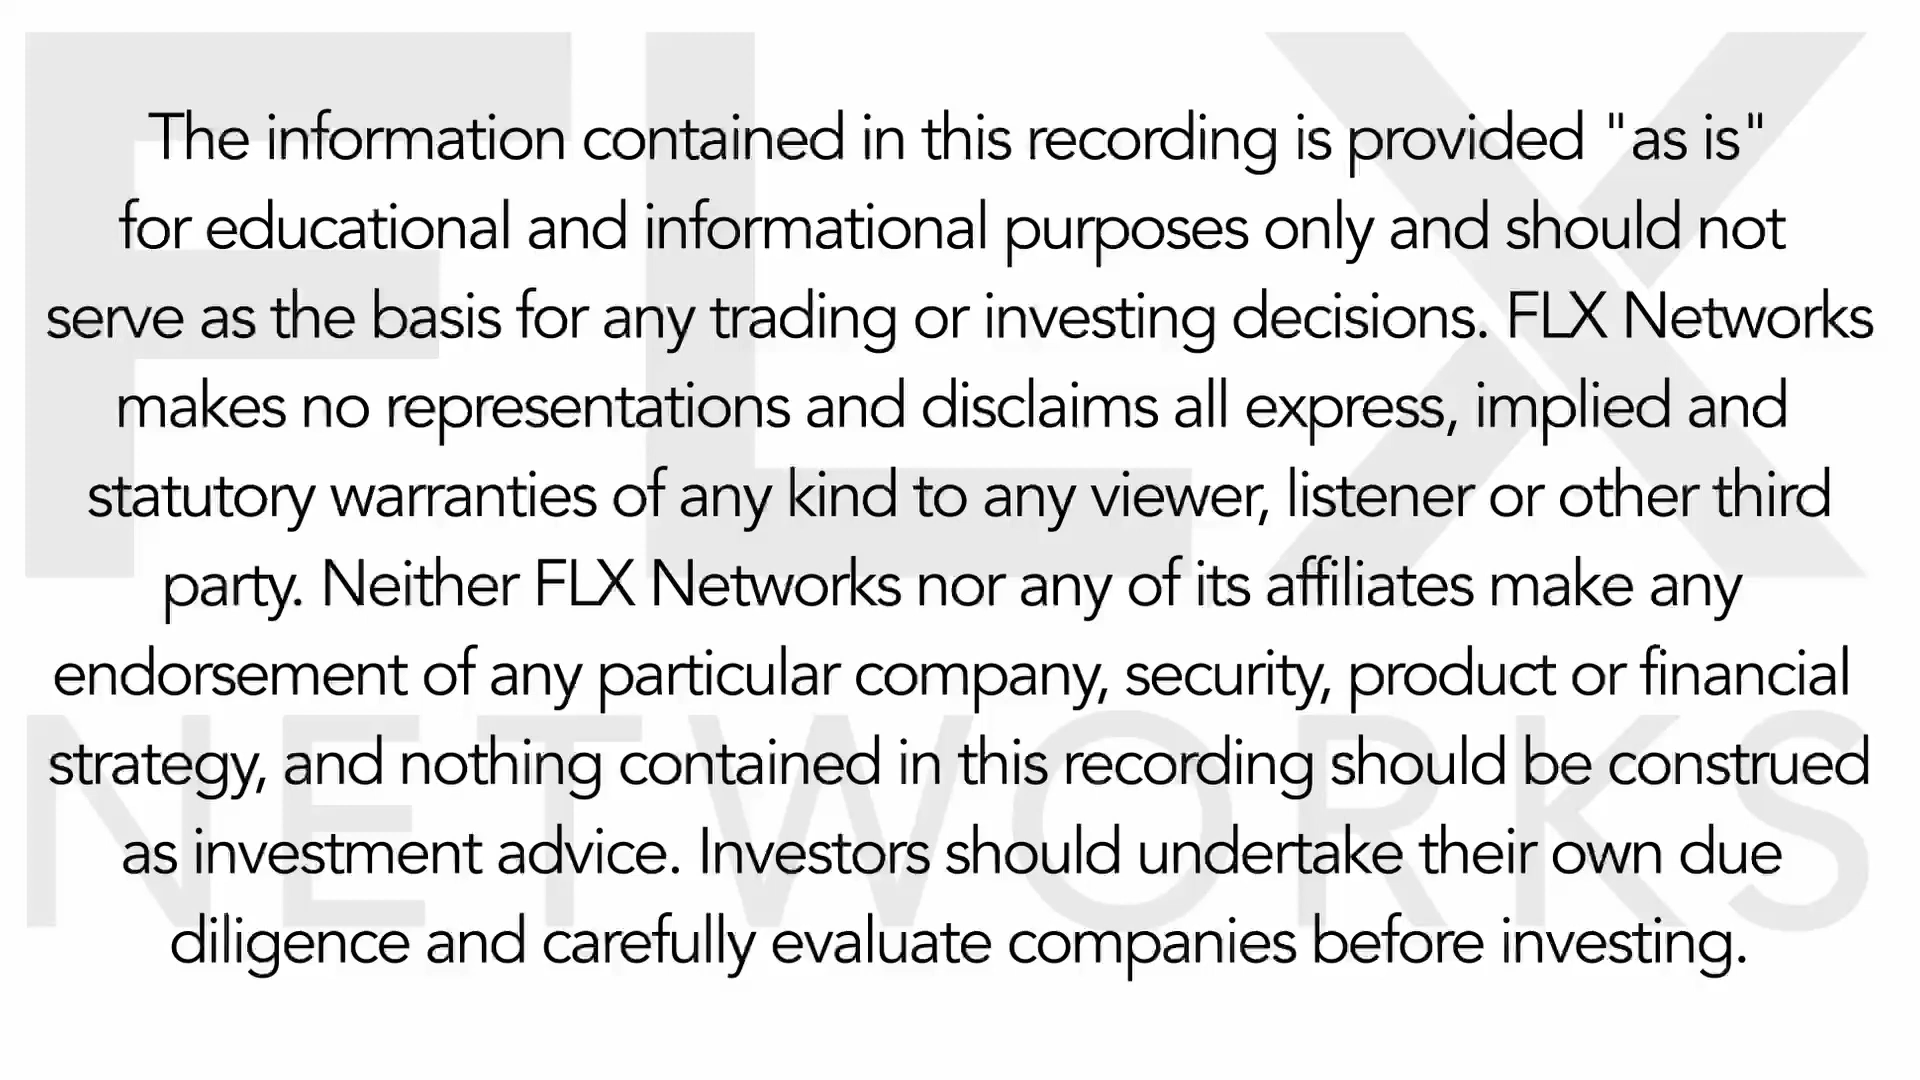 The information contained in this recording is provided "as is"
for educational and informational purposes only and should not
serve as the basis for any trading or investing decisions. FLX Networks
makes no representations and disclaims all express, implied and
statutory warranties of any kind to any viewer, listener or other third
party. Neither FLX Networks nor any of its affiliates make any
endorsement of any particular company, security, product or financial
strategy, and nothing contained in this recording should be construed
as investment advice. Investors should undertake their own due
diligence and carefully evaluate companies before investing.
FLX
NETWORKS